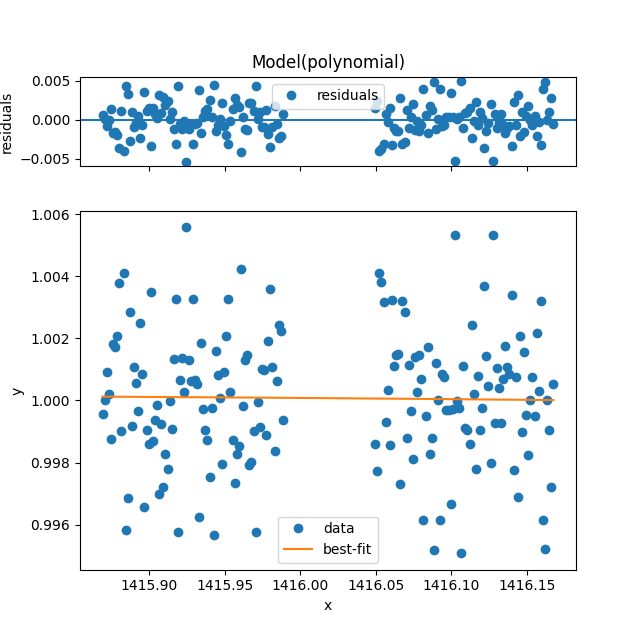 Model(polynomial)
residuals
0.005
0.000
−0.005
residuals
y
1.006
1.004
1.002
1.000
0.998
0.996
data
best-fit
1415.90 1415.95 1416.00 1416.05 1416.10 1416.15
x